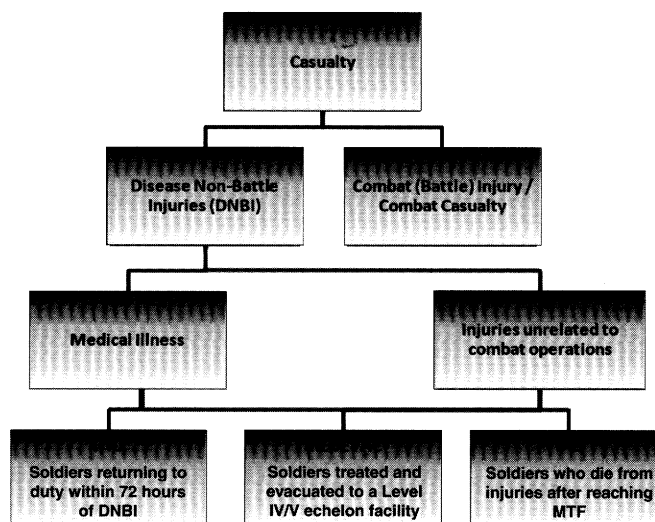 Casualty
Disease Non-Battle
Injuries (DNBI)
Combat (Battle) Injury /
Combat Casualty
Medical Illness
Injuries unrelated to
combat operations
Soldiers returning to
duty within 72 hours
of DNBI
Soldiers treated and
evacuated to a Level
IV/V echelon facility
Soldiers who die from
injuries after reaching
MTF